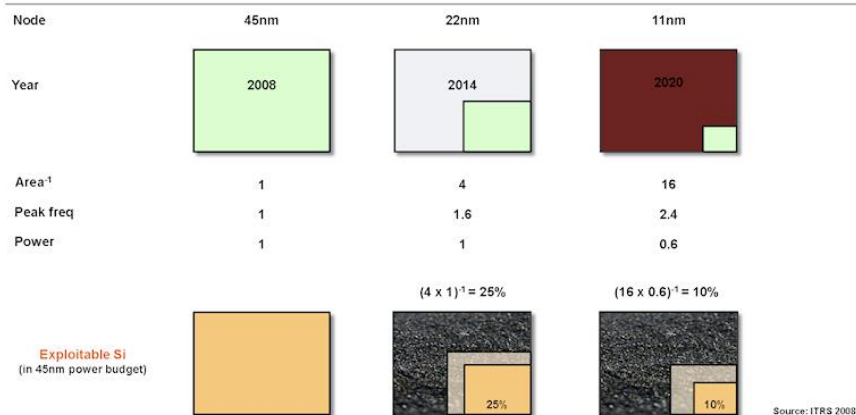 Node 45nm 22nm 11nm
Year 2008 2014 2020
Area⁻¹ 1 4 16
Peak freq 1 1.6 2.4
Power 1 1 0.6
(4 x 1)⁻¹ = 25% (16 x 0.6)⁻¹ = 10%
Exploitable Si
(in 45nm power budget)
25% 10%
Source: ITRS 2008